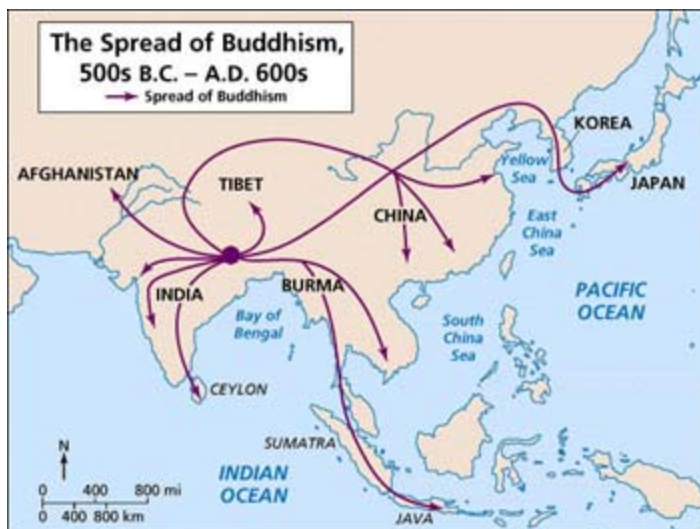 The Spread of Buddhism,
500s B.C. – A.D. 600s
Spread of Buddhism
KOREA
AFGHANISTAN
TIBET
Yellow
Sea
JAPAN
CHINA
East
China
Sea
INDIA
BURMA
PACIFIC
OCEAN
Bay of
Bengal
South
China
Sea
CEYLON
N
SUMATRA
INDIAN
OCEAN
0 400 800 mi
0 400 800 km
JAVA